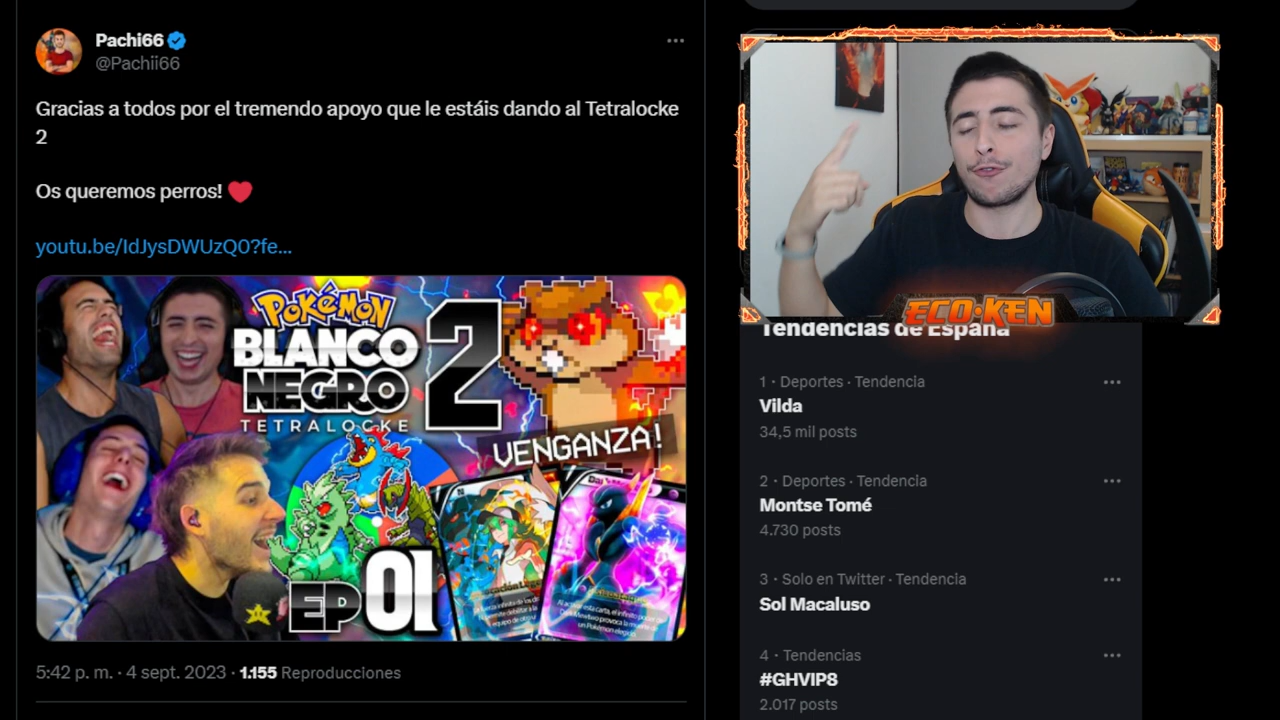 Pachi66
@Pachii66
Gracias a todos por el tremendo apoyo que le estáis dando al Tetralocke
2
Os queremos perros!
youtu.be/IdJysDWUzQ0?fe...
POKÉMON
BLANCO 2
NEGRO
TETRALOCKE
VENGANZA!
EP 01
5:42 p. m. · 4 sept. 2023 · 1.155 Reproducciones
ECO·KEN
Tendencias de España
1 · Deportes · Tendencia
Vilda
34,5 mil posts
2 · Deportes · Tendencia
Montse Tomé
4.730 posts
3 · Solo en Twitter · Tendencia
Sol Macaluso
4 · Tendencias
#GHVIP8
2.017 posts